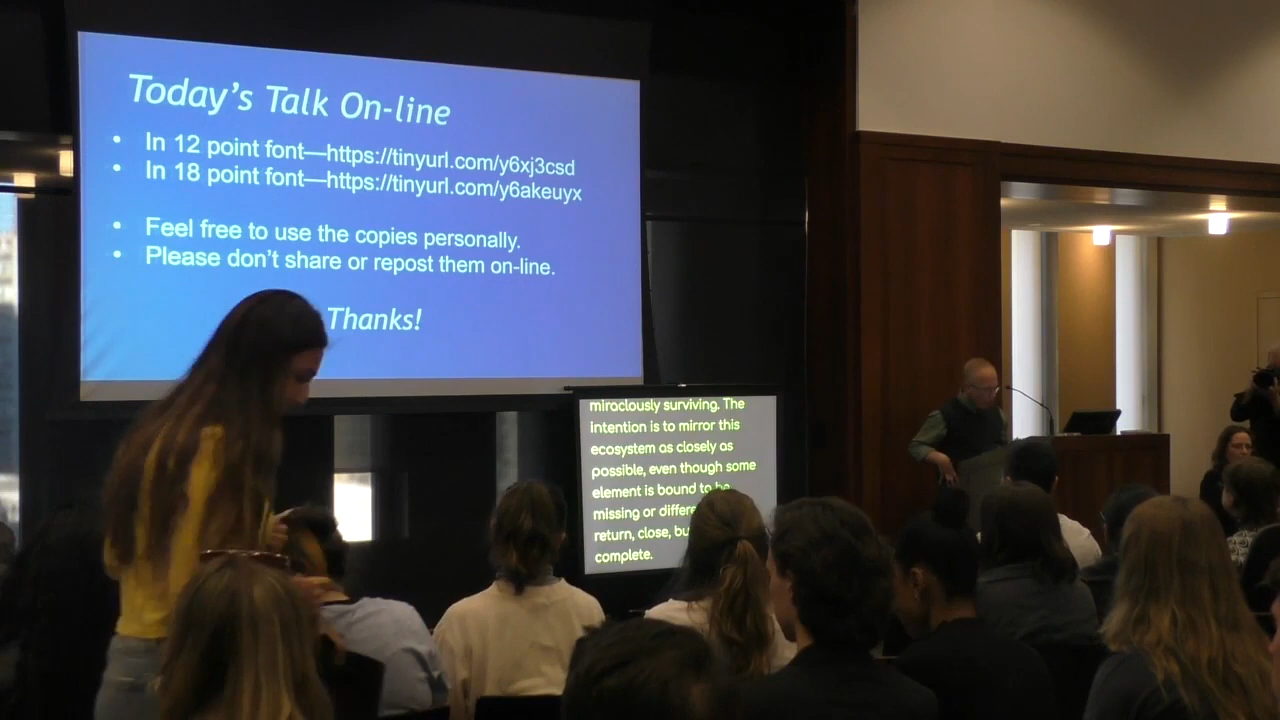 Today's Talk On-line
• In 12 point font—https://tinyurl.com/y6xj3csd
• In 18 point font—https://tinyurl.com/y6akeuyx
• Feel free to use the copies personally.
• Please don't share or repost them on-line.
Thanks!
miraclously surviving. The
intention is to mirror this
ecosystem as closely as
possible, even though some
element is bound to be
missing or
return, close,
complete.